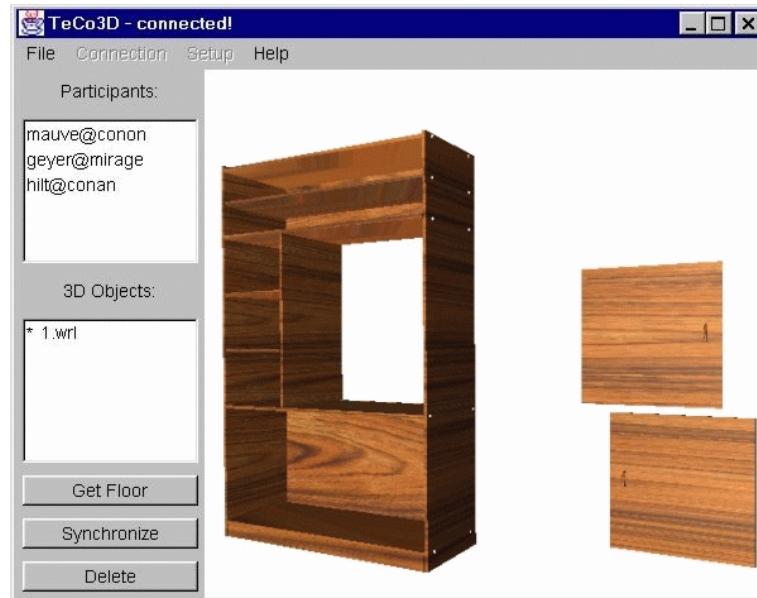 TeCo3D - connected!
File Connection Setup Help
Participants:
mauve@conon
geyer@mirage
hilt@conan
3D Objects:
* 1.wrl
Get Floor
Synchronize
Delete